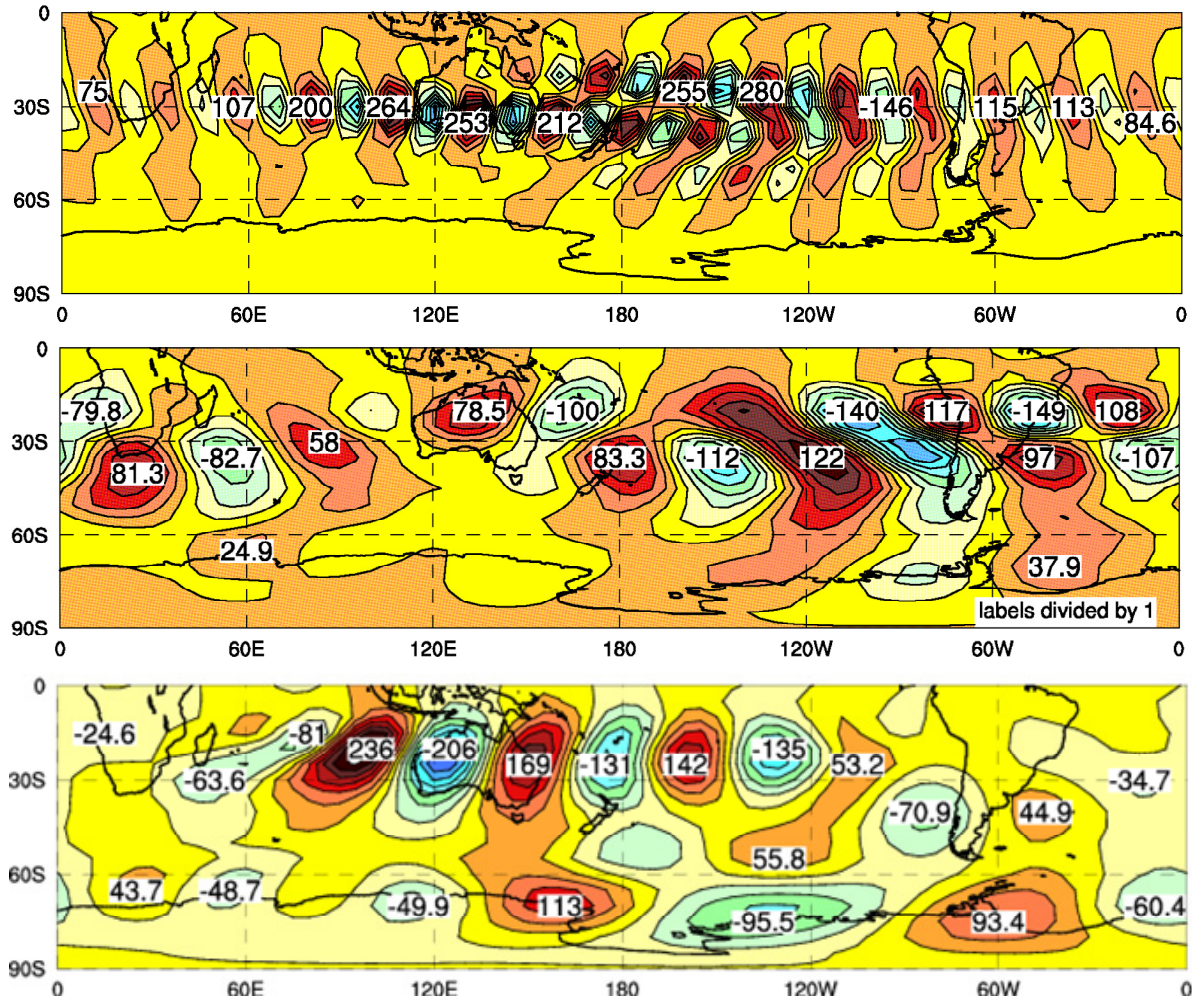 0
75 107 200 264 253 212 255 280 -146 115 113 84.6
30S
60S
90S
0 60E 120E 180 120W 60W 0
0
-79.8 78.5 -100 -140 117 -149 108
30S
81.3 -82.7 58 83.3 -112 122 97 -107
60S
24.9 37.9
labels divided by 1
90S
0 60E 120E 180 120W 60W 0
0
-24.6 -81 236 -206 169 -131 142 -135 53.2
30S
-63.6 -34.7
-70.9 44.9
55.8
60S
43.7 -48.7 -49.9 113 -95.5 93.4 -60.4
90S
0 60E 120E 180 120W 60W 0